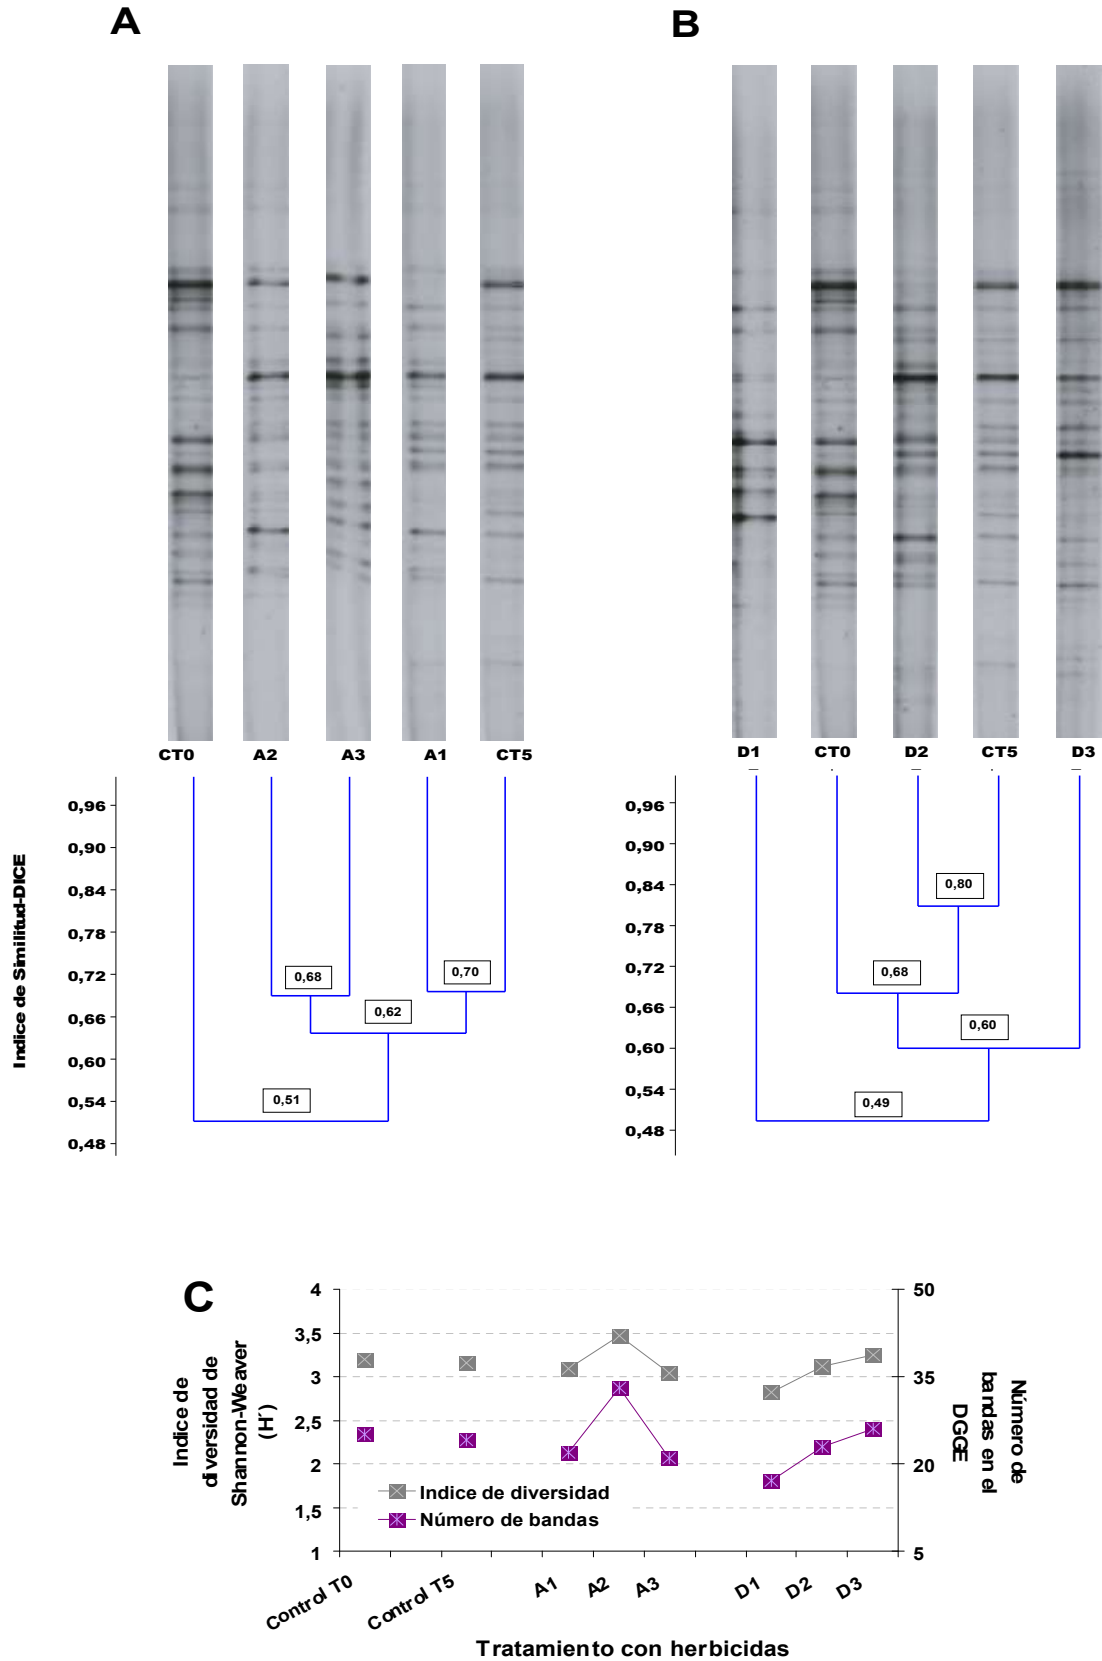 A
B
CT0 A2 A3 A1 CT5
D1 CT0 D2 CT5 D3
Indice de Similitud-DICE
0,96
0,90
0,84
0,78
0,72
0,66
0,60
0,54
0,48
0,68
0,70
0,62
0,51
0,96
0,90
0,84
0,78
0,72
0,66
0,60
0,54
0,48
0,80
0,68
0,60
0,49
C
Indice de
diversidad de
Shannon-Weaver
(H´)
4
3,5
3
2,5
2
1,5
1
50
35
20
5
Número de
bandas en el
DGGE
Indice de diversidad
Número de bandas
Control T0
Control T5
A1
A2
A3
D1
D2
D3
Tratamiento con herbicidas